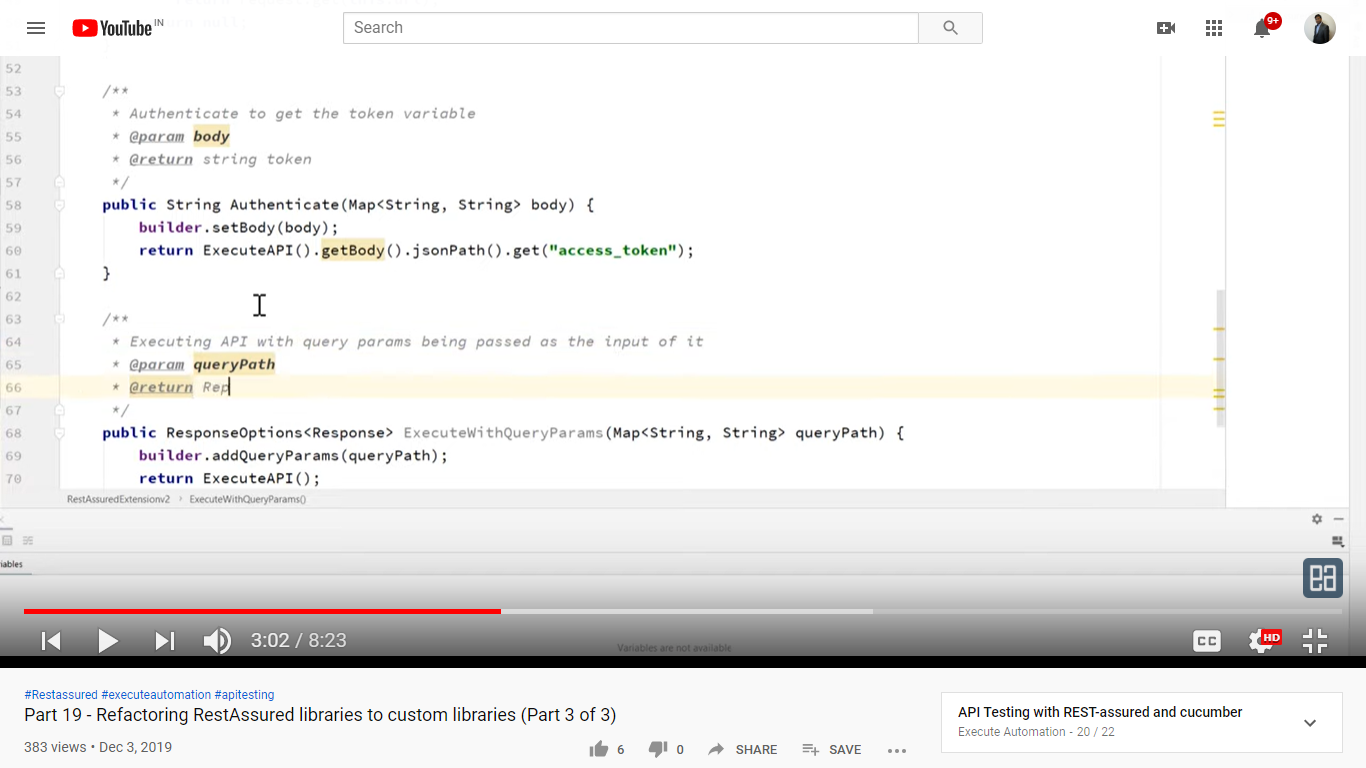 YouTube IN
Search
9+
52
53 /**
54 * Authenticate to get the token variable
55 * @param body
56 * @return string token
57 */
58 public String Authenticate(Map<String, String> body) {
59 builder.setBody(body);
60 return ExecuteAPI().getBody().jsonPath().get("access_token");
61 }
62
63 /**
64 * Executing API with query params being passed as the input of it
65 * @param queryPath
66 * @return Rep
67 */
68 public ResponseOptions<Response> ExecuteWithQueryParams(Map<String, String> queryPath) {
69 builder.addQueryParams(queryPath);
70 return ExecuteAPI();
RestAssuredExtensionv2 › ExecuteWithQueryParams()
iables
Variables are not available
3:02 / 8:23
CC
HD
#Restassured #executeautomation #apitesting
Part 19 - Refactoring RestAssured libraries to custom libraries (Part 3 of 3)
383 views • Dec 3, 2019
6
0
SHARE
SAVE
API Testing with REST-assured and cucumber
Execute Automation - 20 / 22